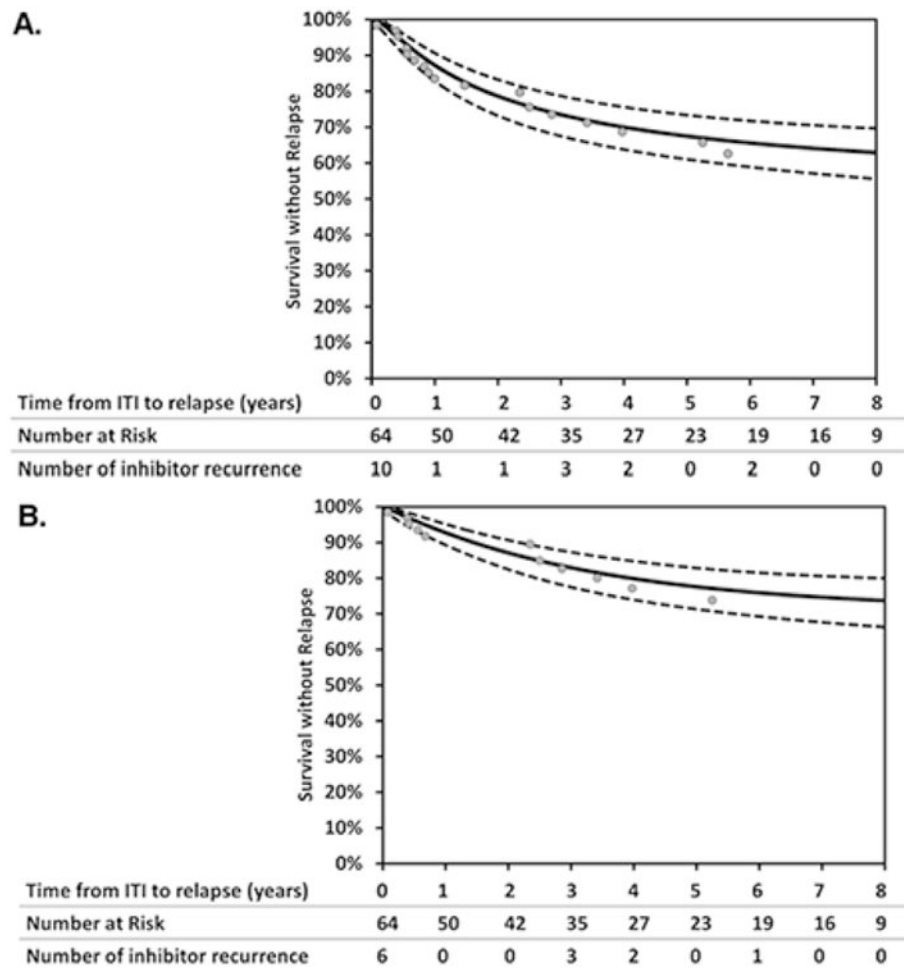 A.
Survival without Relapse
100%
90%
80%
70%
60%
50%
40%
30%
20%
10%
0%
Time from ITI to relapse (years) 0 1 2 3 4 5 6 7 8
Number at Risk 64 50 42 35 27 23 19 16 9
Number of inhibitor recurrence 10 1 1 3 2 0 2 0 0
B.
Survival without Relapse
100%
90%
80%
70%
60%
50%
40%
30%
20%
10%
0%
Time from ITI to relapse (years) 0 1 2 3 4 5 6 7 8
Number at Risk 64 50 42 35 27 23 19 16 9
Number of inhibitor recurrence 6 0 0 3 2 0 1 0 0